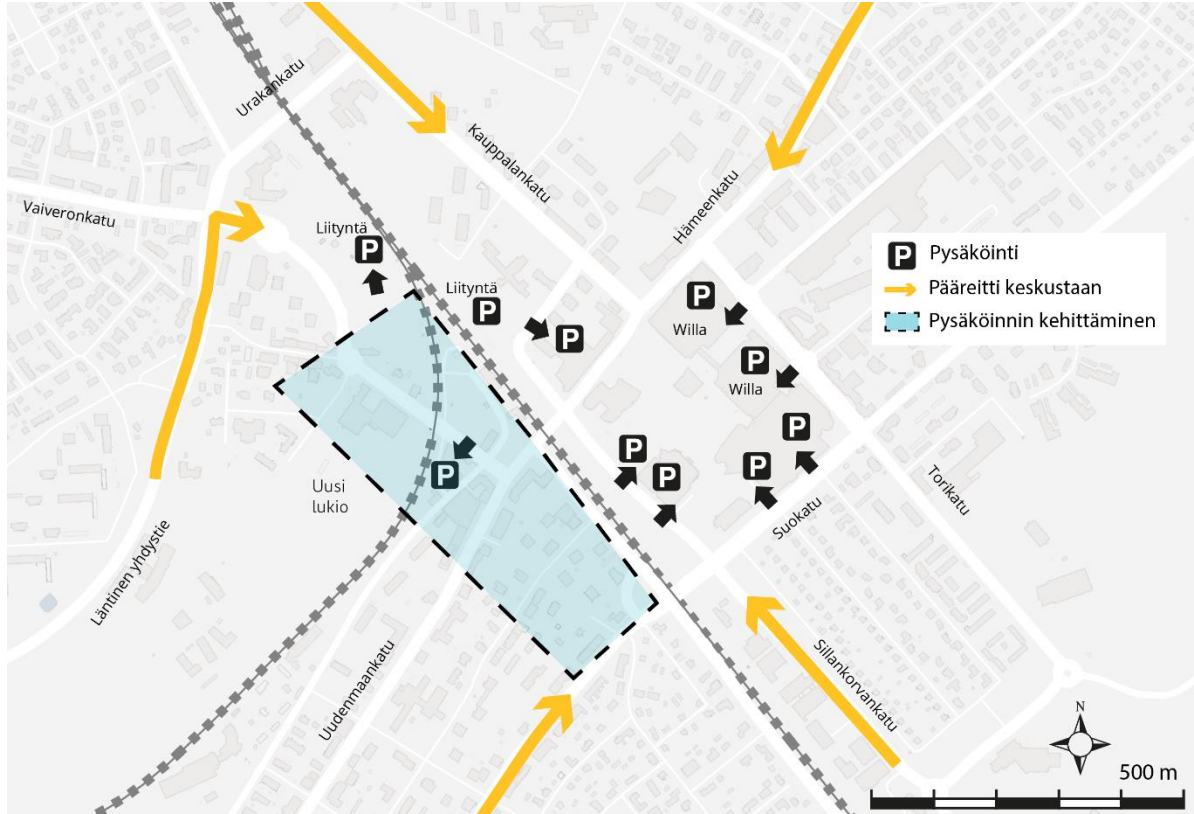 Urakankatu
Kauppalankatu
Hämeenkatu
Vaiveronkatu
Liityntä
P
Liityntä
P
P
P
Willa
P
Willa
P Pysäköinti
Pääreitti keskustaan
Pysäköinnin kehittäminen
P
P
P
P
P
Uusi
lukio
Suokatu
Torikatu
Läntinen yhdystie
Uudenmaankatu
Sillankorvankatu
N
500 m